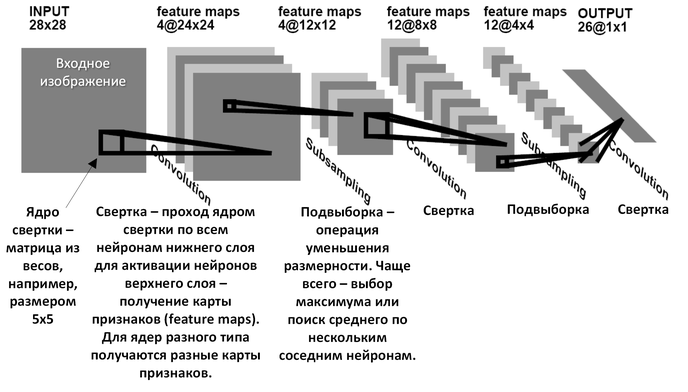 INPUT
28x28
feature maps
4@24x24
feature maps
4@12x12
feature maps
12@8x8
feature maps
12@4x4
OUTPUT
26@1x1
Входное
изображение
Convolution
Subsampling
Convolution
Subsampling
Convolution
Ядро
свертки –
матрица из
весов,
например,
размером
5x5
Свертка – проход ядром
свертки по всем
нейронам нижнего слоя
для активации нейронов
верхнего слоя –
получение карты
признаков (feature maps).
Для ядер разного типа
получаются разные карты
признаков.
Подвыборка –
операция
уменьшения
размерности. Чаще
всего – выбор
максимума или
поиск среднего по
нескольким
соседним нейронам.
Свертка
Подвыборка
Свертка